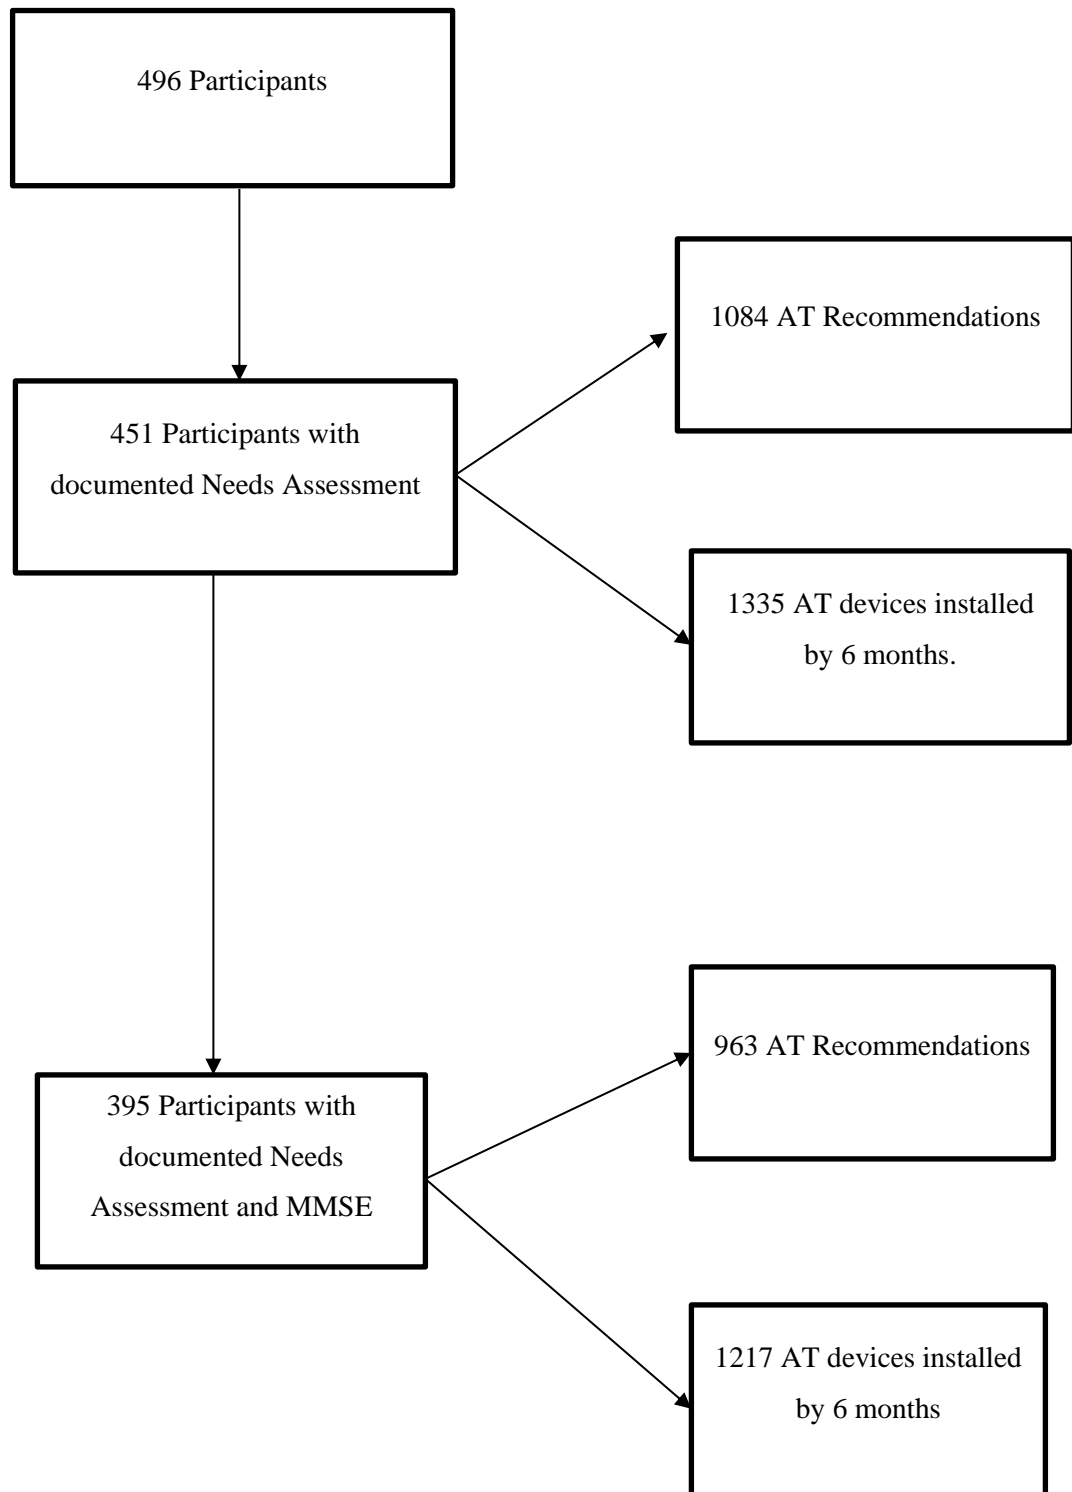 496 Participants
1084 AT Recommendations
451 Participants with
documented Needs Assessment
1335 AT devices installed
by 6 months.
963 AT Recommendations
395 Participants with
documented Needs
Assessment and MMSE
1217 AT devices installed
by 6 months